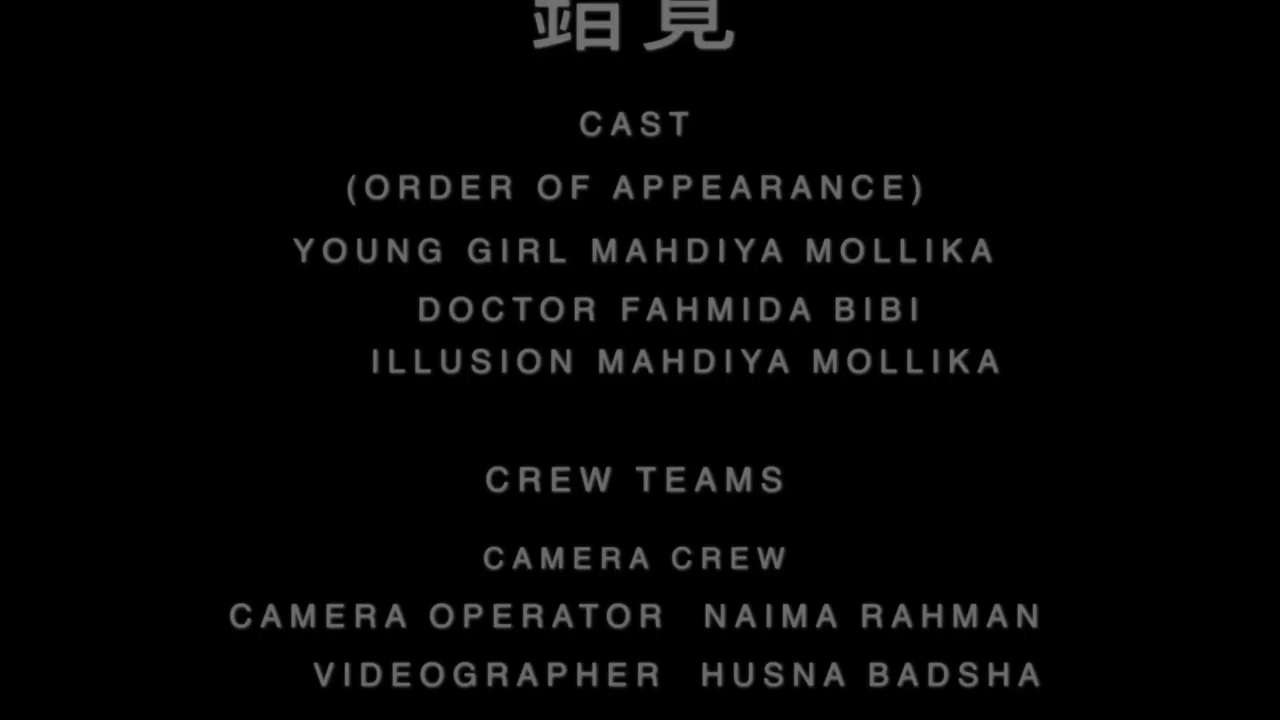 CAST
(ORDER OF APPEARANCE)
YOUNG GIRL MAHDIYA MOLLIKA
DOCTOR FAHMIDA BIBI
ILLUSION MAHDIYA MOLLIKA
CREW TEAMS
CAMERA CREW
CAMERA OPERATOR NAIMA RAHMAN
VIDEOGRAPHER HUSNA BADSHA